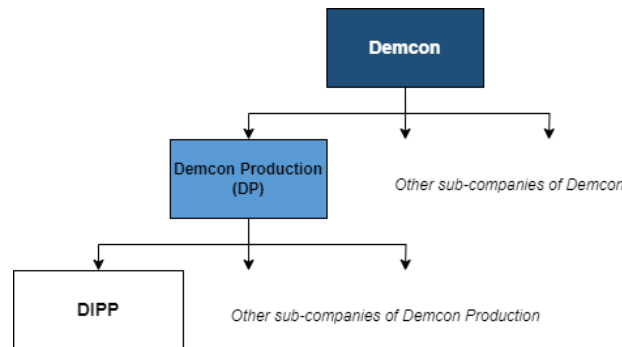 Demcon
Demcon Production
(DP)
Other sub-companies of Demcon
DIPP
Other sub-companies of Demcon Production